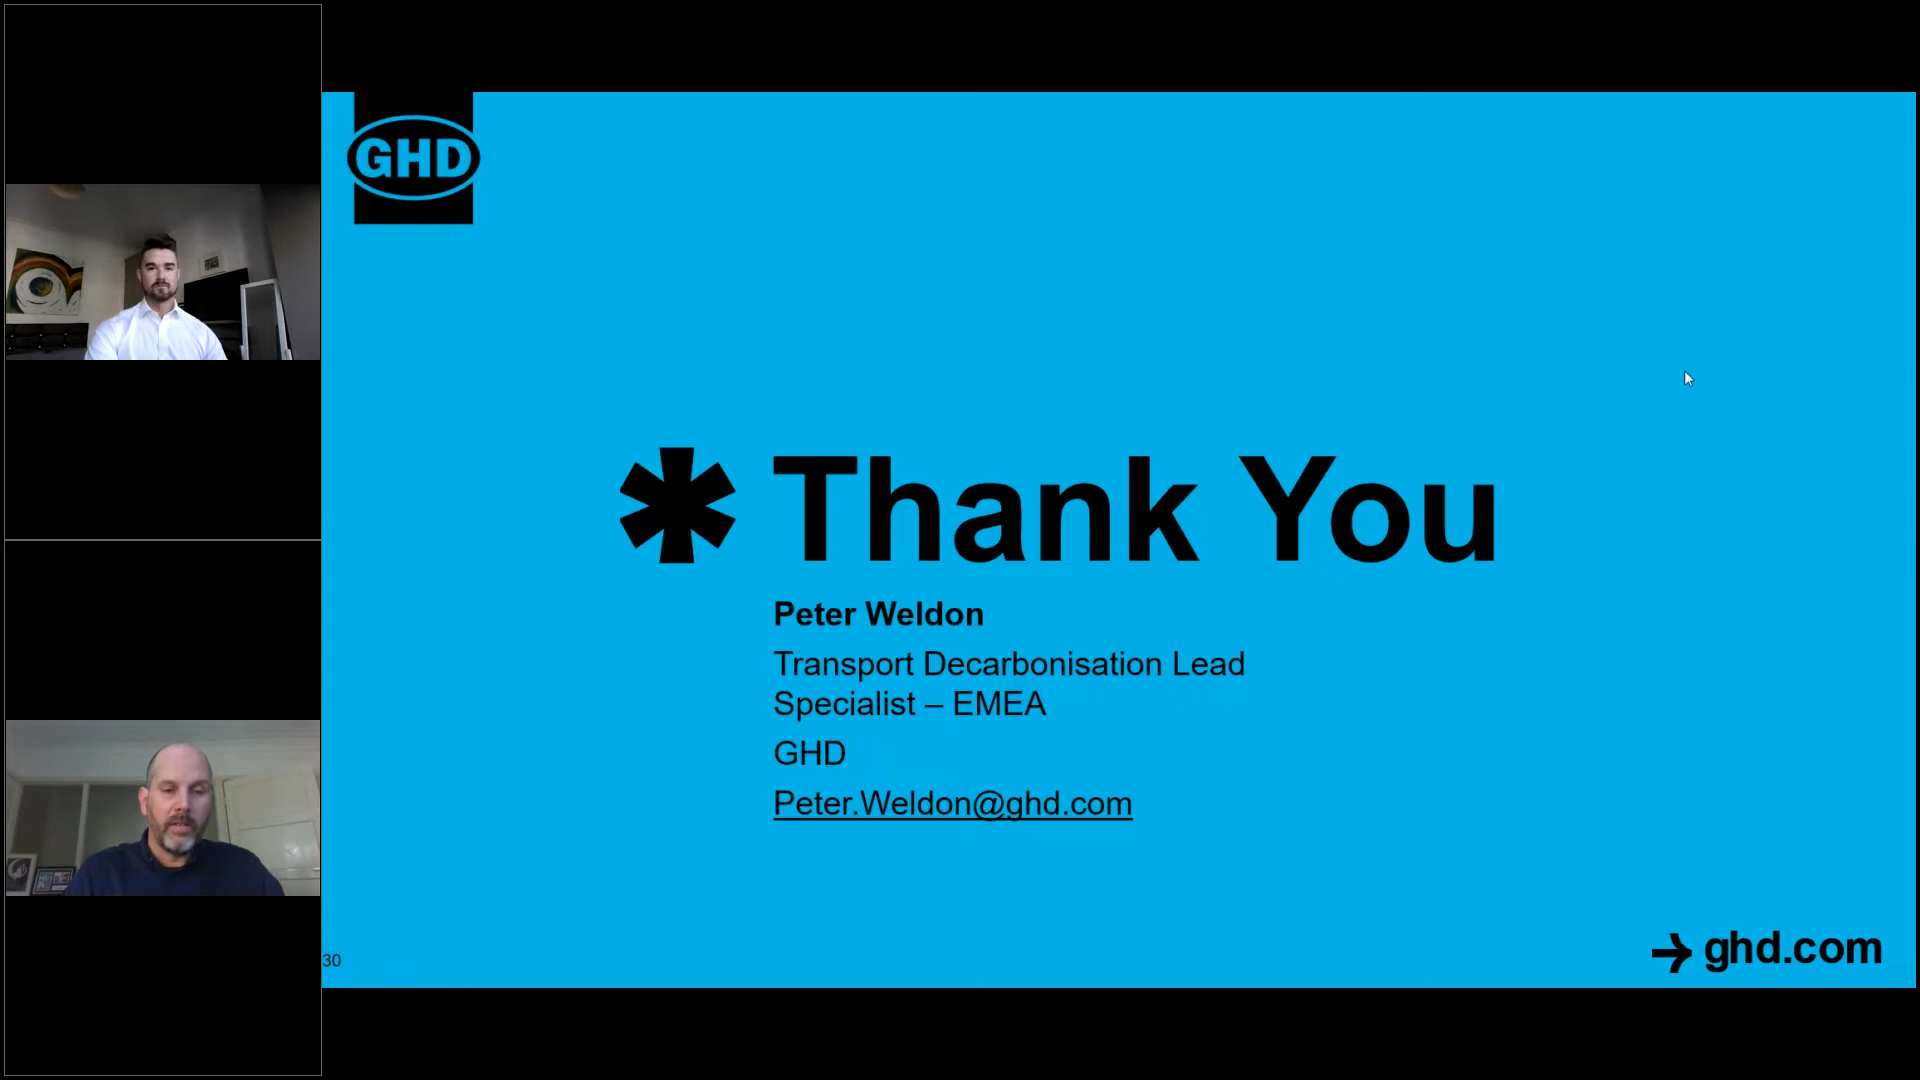 GHD
Thank You
Peter Weldon
Transport Decarbonisation Lead
Specialist – EMEA
GHD
Peter.Weldon@ghd.com
30
ghd.com